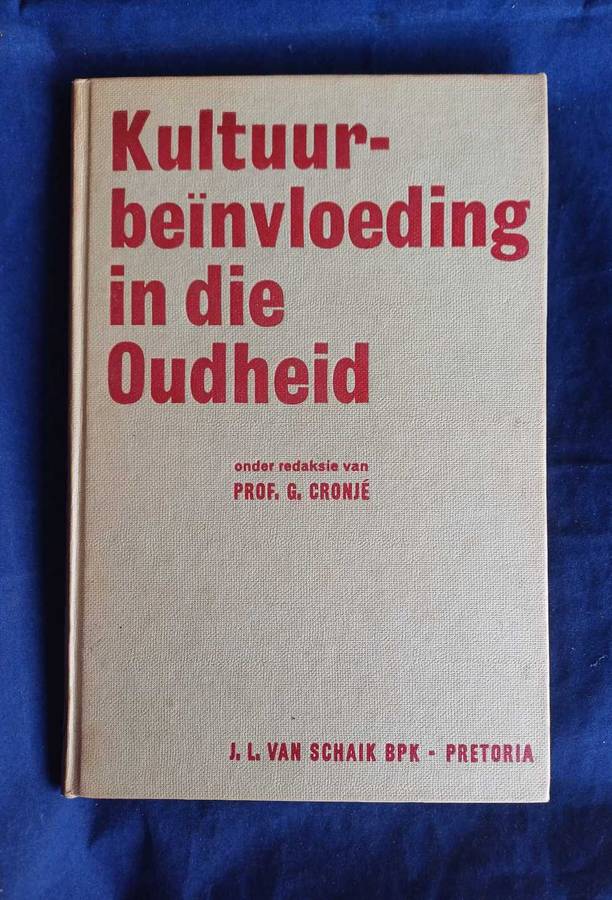 Kultuur-
beïnvloeding
in die
Oudheid
onder redaksie van
PROF. G. CRONJÉ
J. L. VAN SCHAIK BPK - PRETORIA